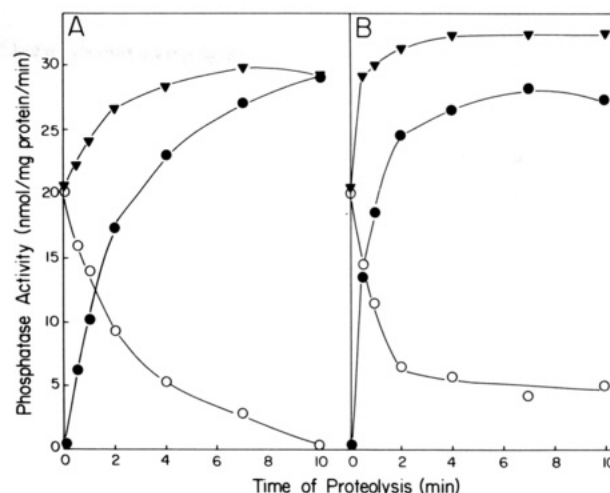 A
B
Phosphatase Activity (nmol/mg protein/min)
30
25
20
15
10
5
0
0 2 4 6 8 10
0 2 4 6 8 10
Time of Proteolysis (min)